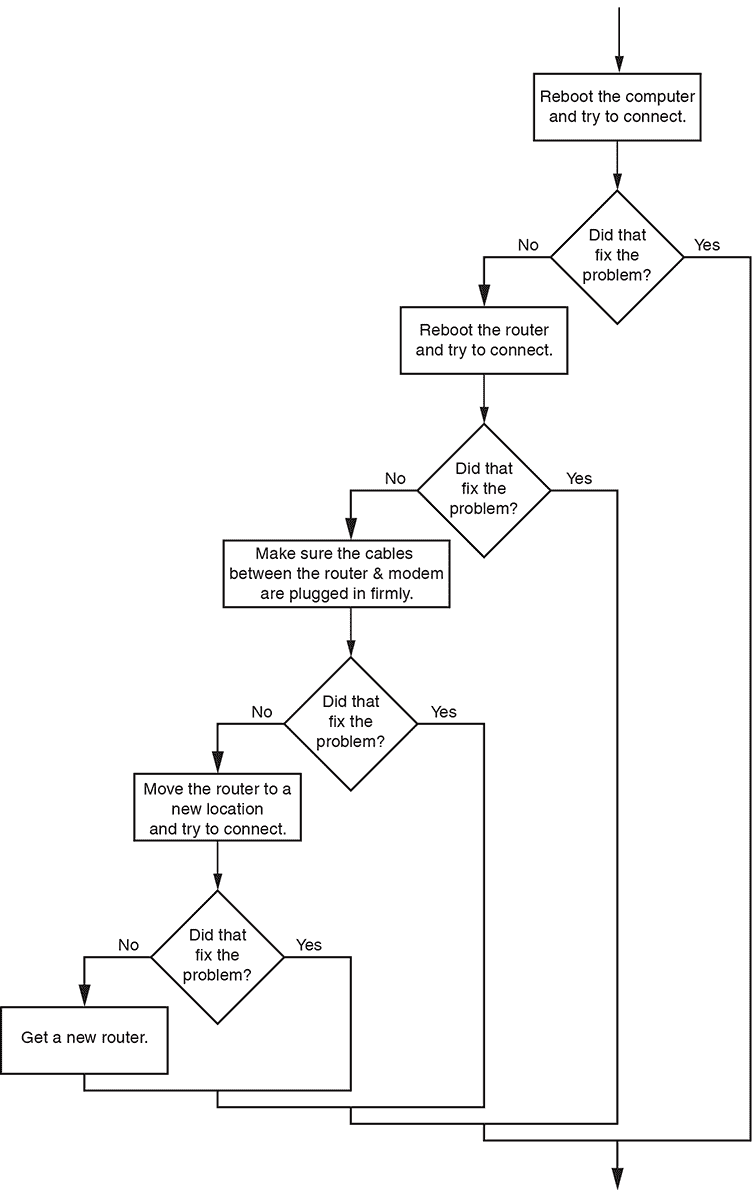 Reboot the computer
and try to connect.
Did that
fix the
problem?
No
Yes
Reboot the router
and try to connect.
Did that
fix the
problem?
No
Yes
Make sure the cables
between the router & modem
are plugged in firmly.
Did that
fix the
problem?
No
Yes
Move the router to a
new location
and try to connect.
Did that
fix the
problem?
No
Yes
Get a new router.